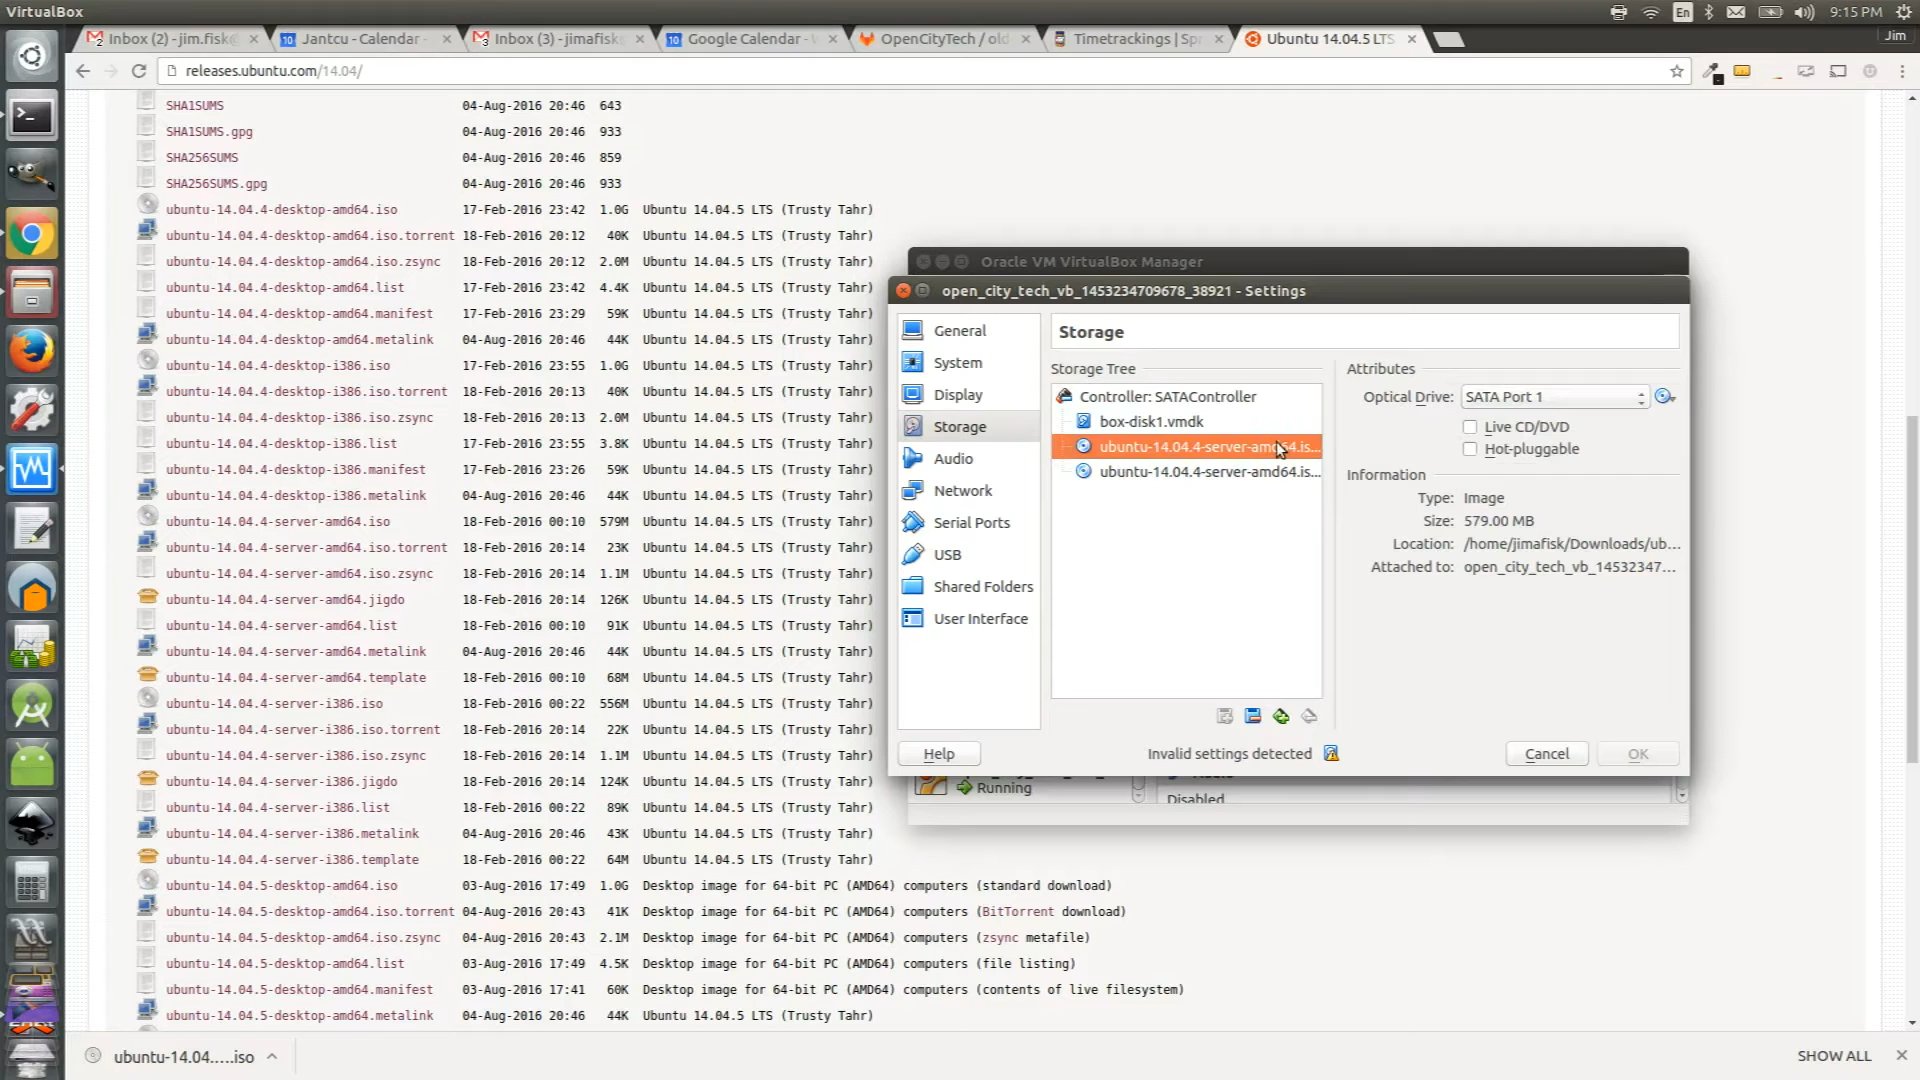 VirtualBox
En
9:15 PM
Inbox (2) - jim.fisk@
Jantcu - Calendar -
Inbox (3) - jimafisk
Google Calendar -
OpenCityTech / old
Timetrackings | Sp
Ubuntu 14.04.5 LTS
Jim
releases.ubuntu.com/14.04/
SHA1SUMS 04-Aug-2016 20:46 643
SHA1SUMS.gpg 04-Aug-2016 20:46 933
SHA256SUMS 04-Aug-2016 20:46 859
SHA256SUMS.gpg 04-Aug-2016 20:46 933
ubuntu-14.04.4-desktop-amd64.iso 17-Feb-2016 23:42 1.0G Ubuntu 14.04.5 LTS (Trusty Tahr)
ubuntu-14.04.4-desktop-amd64.iso.torrent 18-Feb-2016 20:12 40K Ubuntu 14.04.5 LTS (Trusty Tahr)
ubuntu-14.04.4-desktop-amd64.iso.zsync 18-Feb-2016 20:12 2.0M Ubuntu 14.04.5 LTS (Trusty Tahr)
ubuntu-14.04.4-desktop-amd64.list 17-Feb-2016 23:42 4.4K Ubuntu 14.04.5 LTS (Trusty Tahr)
ubuntu-14.04.4-desktop-amd64.manifest 17-Feb-2016 23:29 59K Ubuntu 14.04.5 LTS (Trusty Tahr)
ubuntu-14.04.4-desktop-amd64.metalink 04-Aug-2016 20:46 44K Ubuntu 14.04.5 LTS (Trusty Tahr)
ubuntu-14.04.4-desktop-i386.iso 17-Feb-2016 23:55 1.0G Ubuntu 14.04.5 LTS (Trusty Tahr)
ubuntu-14.04.4-desktop-i386.iso.torrent 18-Feb-2016 20:13 40K Ubuntu 14.04.5 LTS (Trusty Tahr)
ubuntu-14.04.4-desktop-i386.iso.zsync 18-Feb-2016 20:13 2.0M Ubuntu 14.04.5 LTS (Trusty Tahr)
ubuntu-14.04.4-desktop-i386.list 17-Feb-2016 23:55 3.8K Ubuntu 14.04.5 LTS (Trusty Tahr)
ubuntu-14.04.4-desktop-i386.manifest 17-Feb-2016 23:26 59K Ubuntu 14.04.5 LTS (Trusty Tahr)
ubuntu-14.04.4-desktop-i386.metalink 04-Aug-2016 20:46 44K Ubuntu 14.04.5 LTS (Trusty Tahr)
ubuntu-14.04.4-server-amd64.iso 18-Feb-2016 00:10 579M Ubuntu 14.04.5 LTS (Trusty Tahr)
ubuntu-14.04.4-server-amd64.iso.torrent 18-Feb-2016 20:14 23K Ubuntu 14.04.5 LTS (Trusty Tahr)
ubuntu-14.04.4-server-amd64.iso.zsync 18-Feb-2016 20:14 1.1M Ubuntu 14.04.5 LTS (Trusty Tahr)
ubuntu-14.04.4-server-amd64.jigdo 18-Feb-2016 20:14 126K Ubuntu 14.04.5 LTS (Trusty Tahr)
ubuntu-14.04.4-server-amd64.list 18-Feb-2016 00:10 91K Ubuntu 14.04.5 LTS (Trusty Tahr)
ubuntu-14.04.4-server-amd64.metalink 04-Aug-2016 20:46 44K Ubuntu 14.04.5 LTS (Trusty Tahr)
ubuntu-14.04.4-server-amd64.template 18-Feb-2016 00:10 68M Ubuntu 14.04.5 LTS (Trusty Tahr)
ubuntu-14.04.4-server-i386.iso 18-Feb-2016 00:22 556M Ubuntu 14.04.5 LTS (Trusty Tahr)
ubuntu-14.04.4-server-i386.iso.torrent 18-Feb-2016 20:14 22K Ubuntu 14.04.5 LTS (Trusty Tahr)
ubuntu-14.04.4-server-i386.iso.zsync 18-Feb-2016 20:14 1.1M Ubuntu 14.04.5 LTS (Trusty Tahr)
ubuntu-14.04.4-server-i386.jigdo 18-Feb-2016 20:14 124K Ubuntu 14.04.5 LTS (Trusty Tahr)
ubuntu-14.04.4-server-i386.list 18-Feb-2016 00:22 89K Ubuntu 14.04.5 LTS (Trusty Tahr)
ubuntu-14.04.4-server-i386.metalink 04-Aug-2016 20:46 43K Ubuntu 14.04.5 LTS (Trusty Tahr)
ubuntu-14.04.4-server-i386.template 18-Feb-2016 00:22 64M Ubuntu 14.04.5 LTS (Trusty Tahr)
ubuntu-14.04.5-desktop-amd64.iso 03-Aug-2016 17:49 1.0G Desktop image for 64-bit PC (AMD64) computers (standard download)
ubuntu-14.04.5-desktop-amd64.iso.torrent 04-Aug-2016 20:43 41K Desktop image for 64-bit PC (AMD64) computers (BitTorrent download)
ubuntu-14.04.5-desktop-amd64.iso.zsync 04-Aug-2016 20:43 2.1M Desktop image for 64-bit PC (AMD64) computers (zsync metafile)
ubuntu-14.04.5-desktop-amd64.list 03-Aug-2016 17:49 4.5K Desktop image for 64-bit PC (AMD64) computers (file listing)
ubuntu-14.04.5-desktop-amd64.manifest 03-Aug-2016 17:41 60K Desktop image for 64-bit PC (AMD64) computers (contents of live filesystem)
ubuntu-14.04.5-desktop-amd64.metalink 04-Aug-2016 20:46 44K Ubuntu 14.04.5 LTS (Trusty Tahr)
Oracle VM VirtualBox Manager
open_city_tech_vb_1453234709678_38921 - Settings
General
System
Display
Storage
Audio
Network
Serial Ports
USB
Shared Folders
User Interface
Storage
Storage Tree
Controller: SATAController
box-disk1.vmdk
ubuntu-14.04.4-server-amd64.is...
ubuntu-14.04.4-server-amd64.is...
Attributes
Optical Drive: SATA Port 1
Live CD/DVD
Hot-pluggable
Information
Type: Image
Size: 579.00 MB
Location: /home/jimafisk/Downloads/ub...
Attached to: open_city_tech_vb_14532347...
Help
Invalid settings detected
Cancel
OK
Running
Disabled
ubuntu-14.04.....iso
SHOW ALL